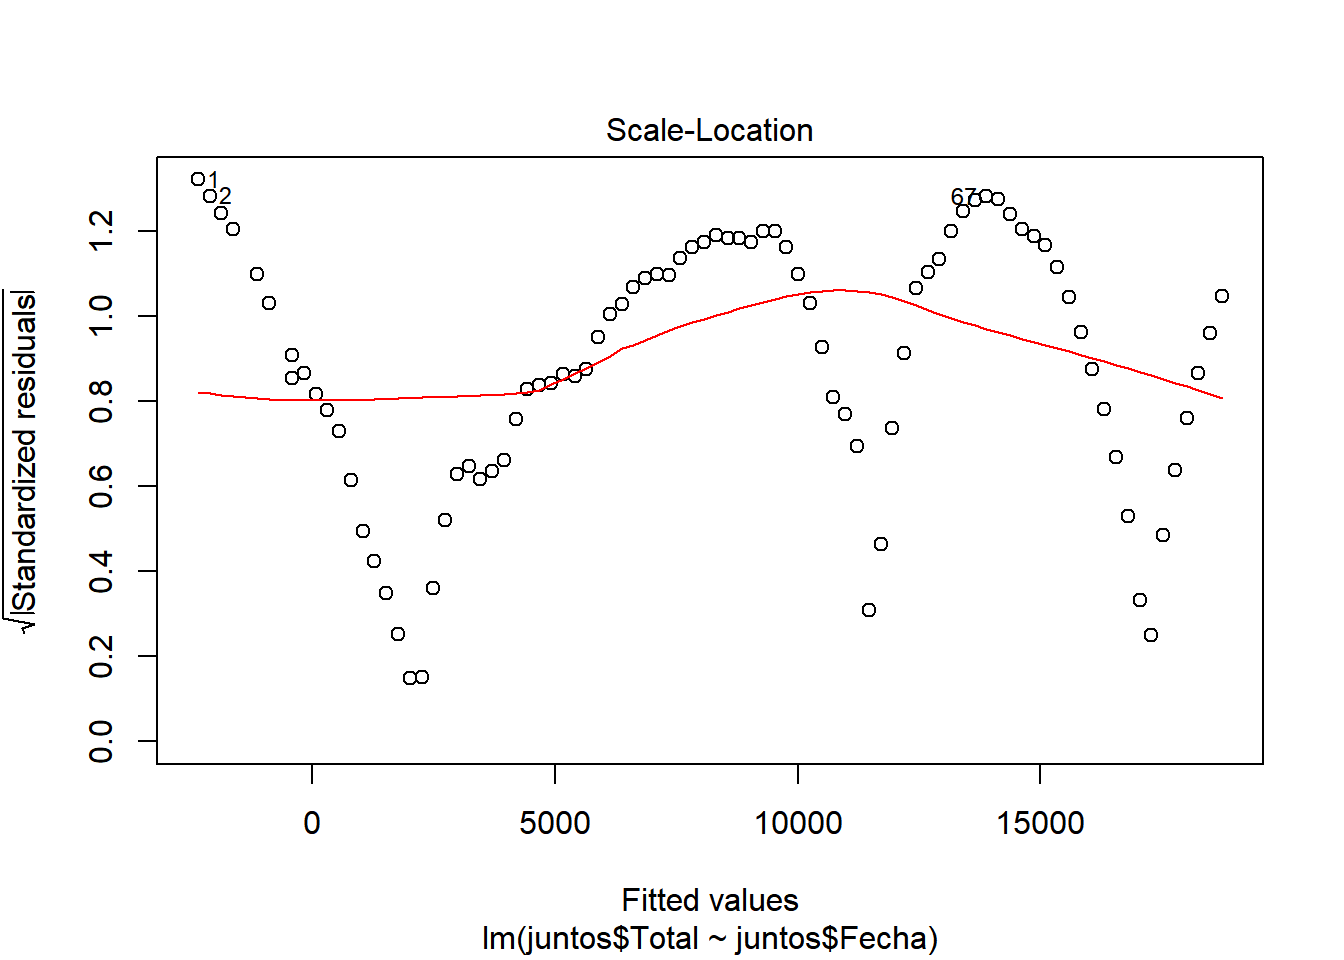 Scale-Location
√|Standardized residuals|
0.0 0.2 0.4 0.6 0.8 1.0 1.2
1
2
67
0 5000 10000 15000
Fitted values
lm(juntos$Total ~ juntos$Fecha)